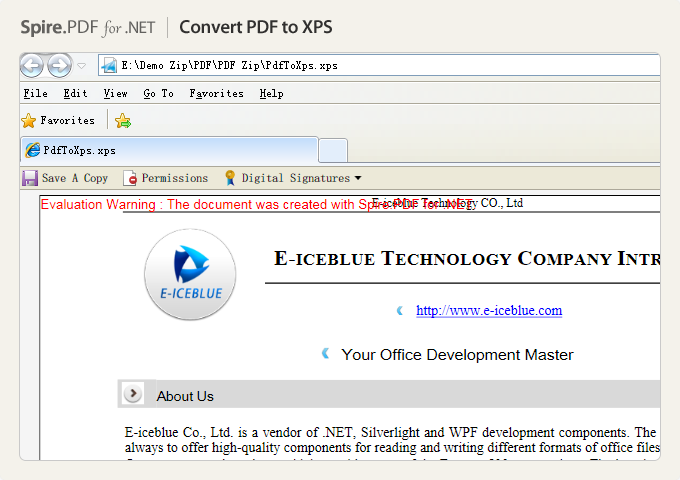 Spire.PDF for .NET Convert PDF to XPS
E:\Demo Zip\PDF\PDF Zip\PdfToXps.xps
File Edit View Go To Favorites Help
Favorites
PdfToXps.xps
Save A Copy Permissions Digital Signatures
Evaluation Warning : The document was created with Spire.PDF for .NET.
E-iceblue Technology CO., Ltd
E-ICEBLUE
E-ICEBLUE TECHNOLOGY COMPANY INTR
http://www.e-iceblue.com
Your Office Development Master
About Us
E-iceblue Co., Ltd. is a vendor of .NET, Silverlight and WPF development components. The
always to offer high-quality components for reading and writing different formats of office files